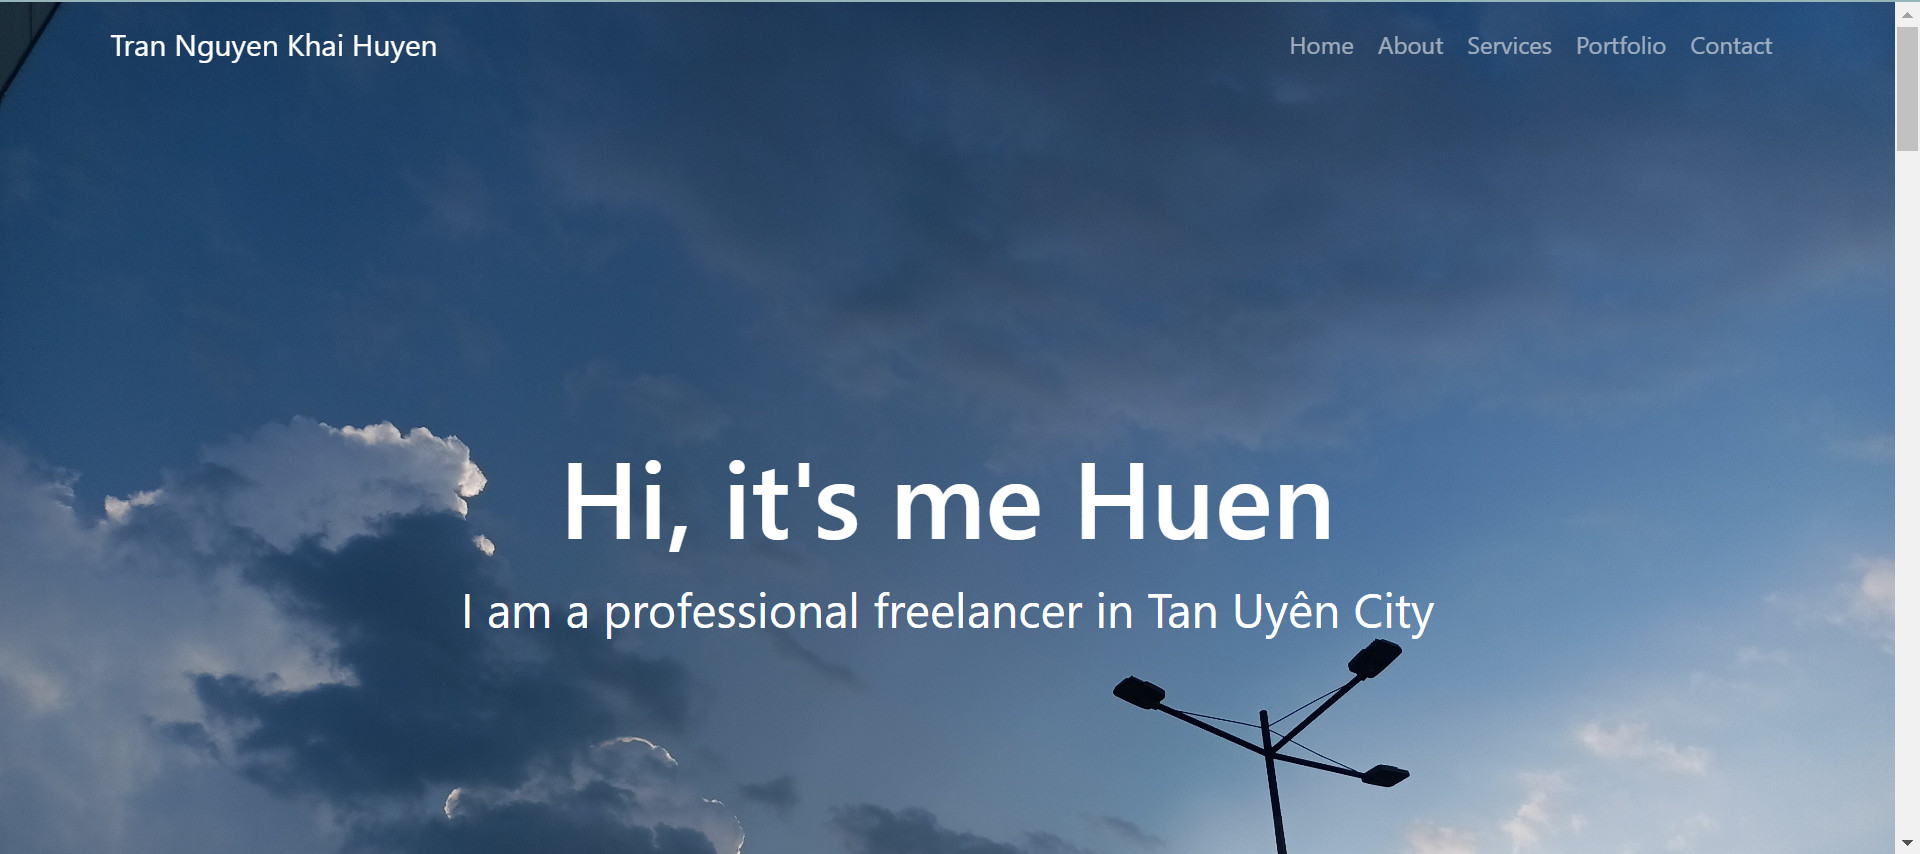 Tran Nguyen Khai Huyen
Home About Services Portfolio Contact
Hi, it's me Huen
I am a professional freelancer in Tan Uyên City